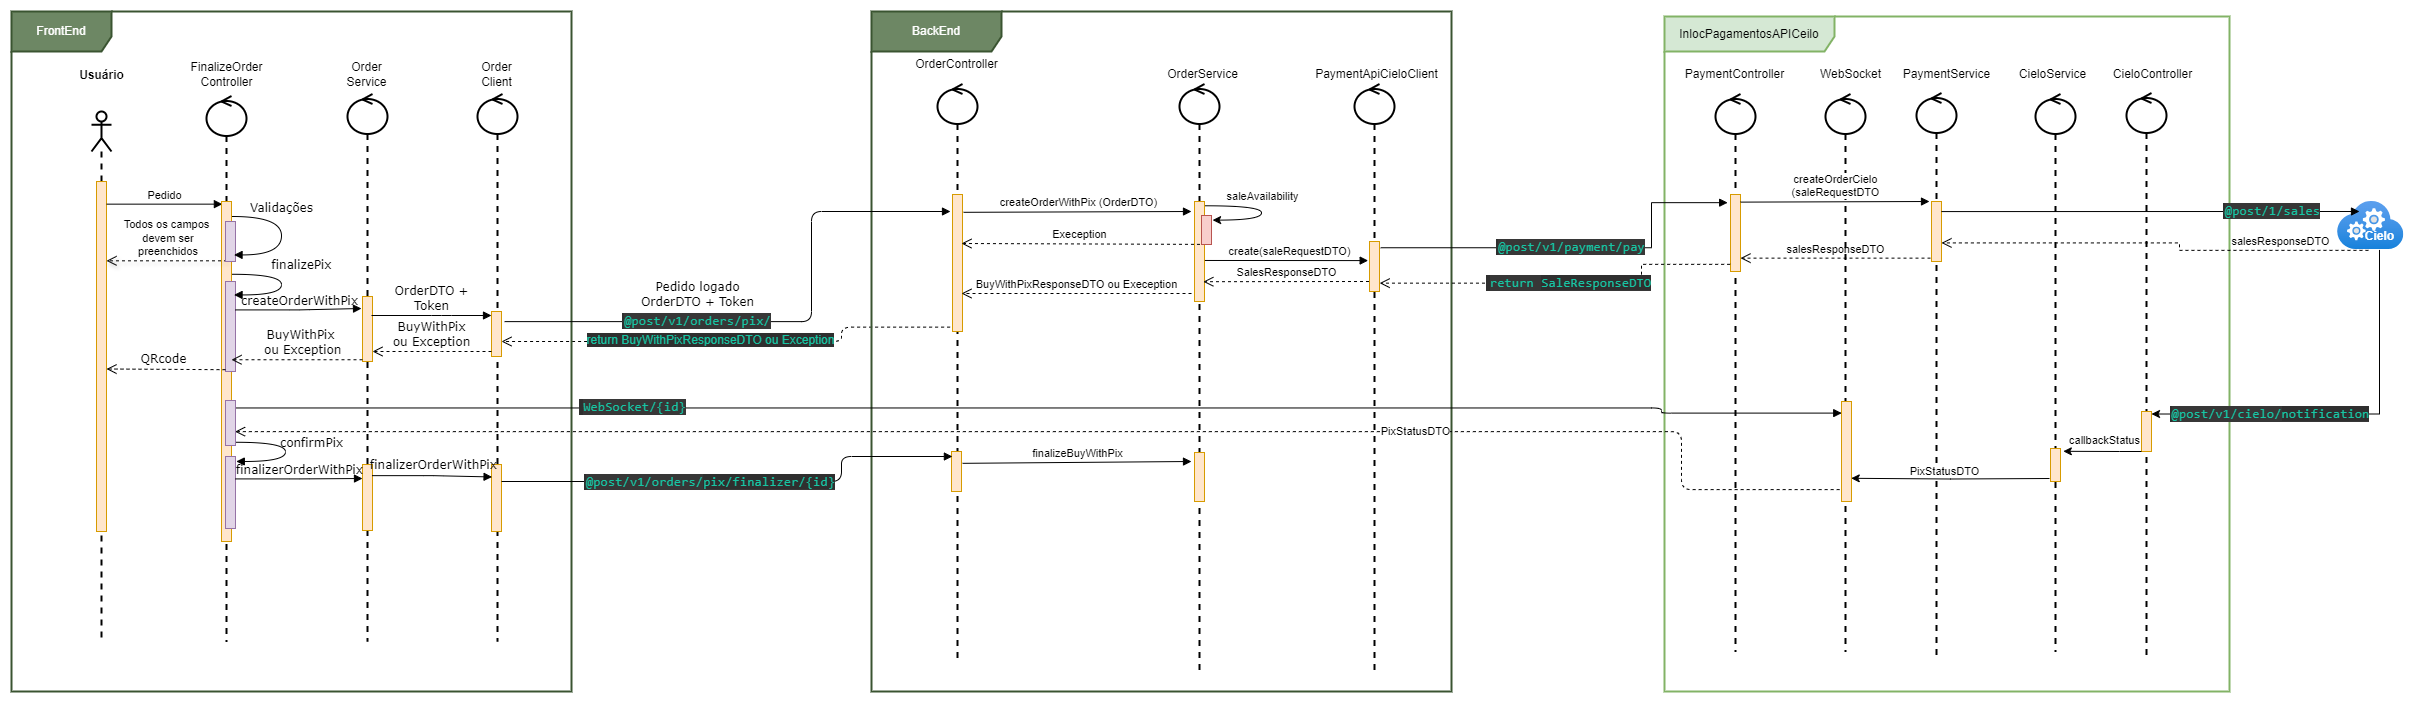 FrontEnd
BackEnd
InlocPagamentosAPICeilo
Usuário
FinalizeOrder
Controller
Order
Service
Order
Client
OrderController
OrderService
PaymentApiCieloClient
PaymentController
WebSocket
PaymentService
CieloService
CieloController
Pedido
Validações
Todos os campos
devem ser
preenchidos
finalizePix
createOrderWithPix
OrderDTO +
Token
BuyWithPix
ou Exception
BuyWithPix
ou Exception
QRcode
Pedido logado
OrderDTO + Token
@post/v1/orders/pix/
return BuyWithPixResponseDTO ou Exception
createOrderWithPix (OrderDTO)
saleAvailability
Exeception
create(saleRequestDTO)
SalesResponseDTO
BuyWithPixResponseDTO ou Exeception
@post/v1/payment/pay
return SaleResponseDTO
createOrderCielo
(saleRequestDTO
salesResponseDTO
@post/1/sales
salesResponseDTO
Cielo
WebSocket/{id}
@post/v1/cielo/notification
PixStatusDTO
callbackStatus
PixStatusDTO
confirmPix
finalizerOrderWithPix
finalizerOrderWithPix
@post/v1/orders/pix/finalizer/{id}
finalizeBuyWithPix